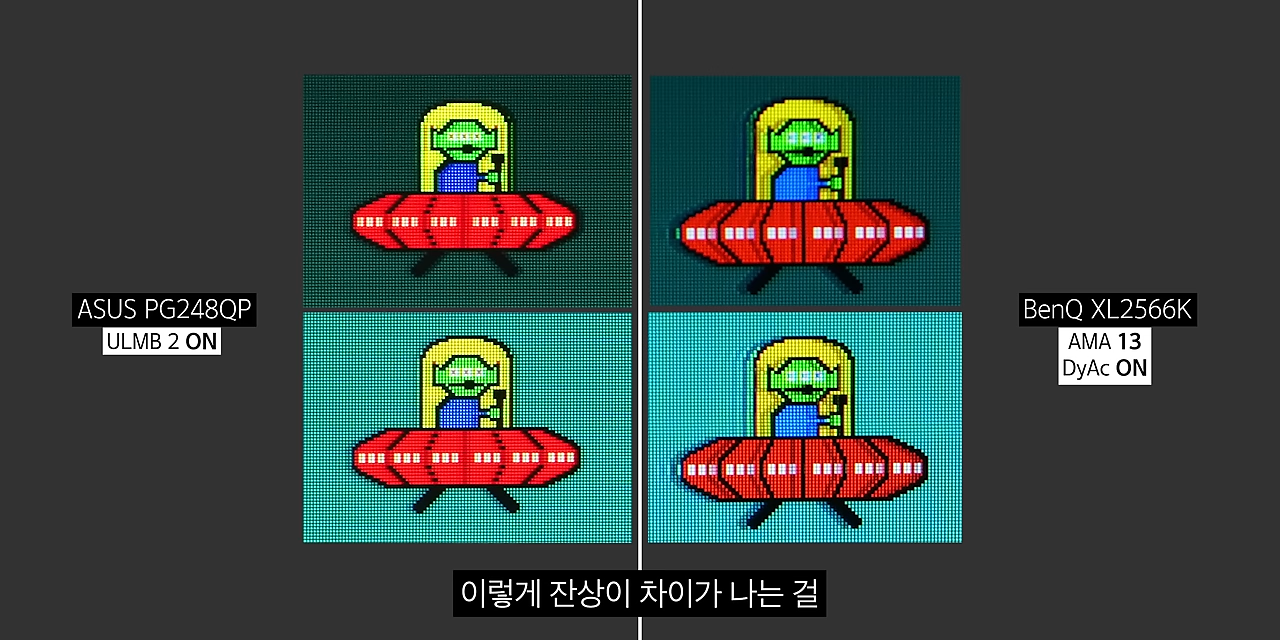 ASUS PG248QP
ULMB 2 ON
BenQ XL2566K
AMA 13
DyAc ON
이렇게 잔상이 차이가 나는 걸